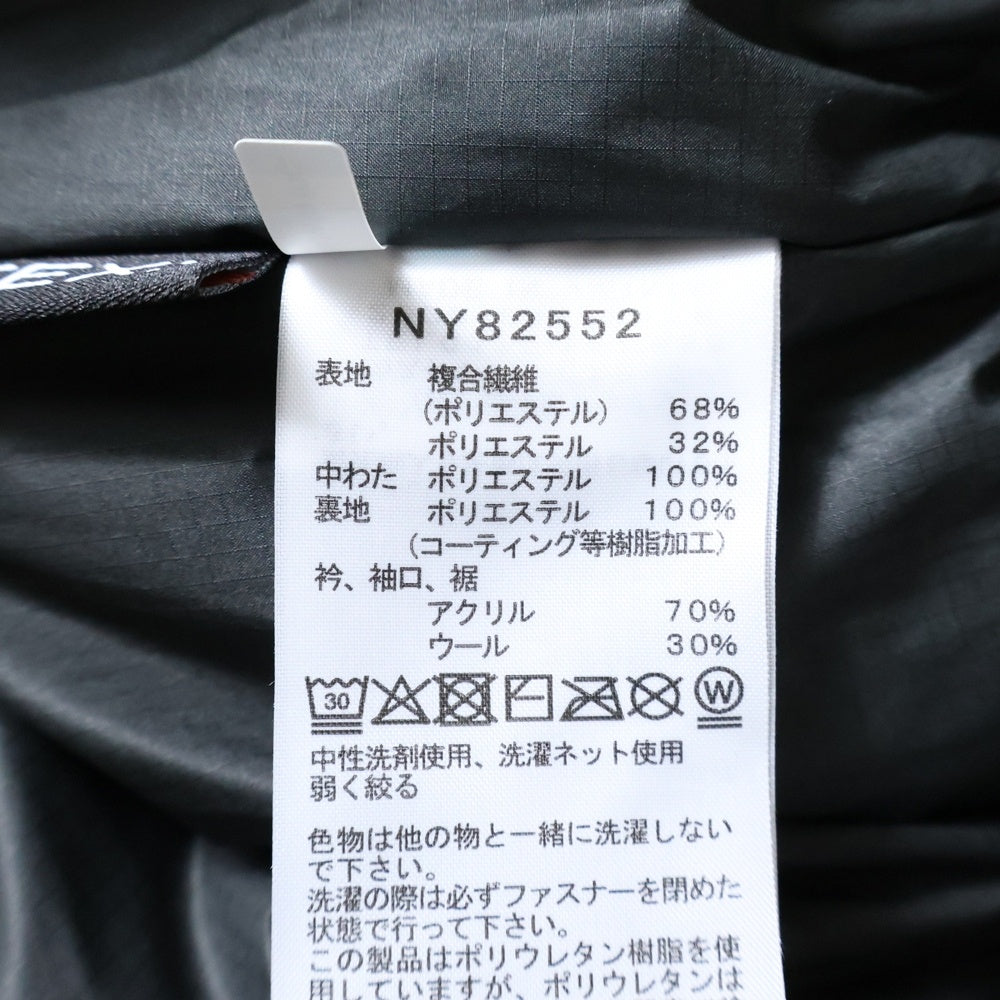 NY82552
表地 複合繊維
(ポリエステル) 68%
ポリエステル 32%
中わた ポリエステル 100%
裏地 ポリエステル 100%
(コーティング等樹脂加工)
衿、袖口、裾
アクリル 70%
ウール 30%
30 W
中性洗剤使用、洗濯ネット使用
弱く絞る
色物は他の物と一緒に洗濯しない
で下さい。
洗濯の際は必ずファスナーを閉めた
状態で行って下さい。
この製品はポリウレタン樹脂を使
用していますが、ポリウレタンは